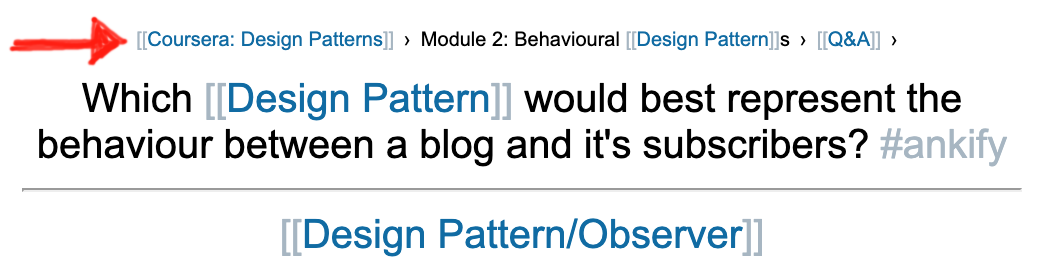 [[Coursera: Design Patterns]] › Module 2: Behavioural [[Design Pattern]]s › [[Q&A]] ›
Which [[Design Pattern]] would best represent the
behaviour between a blog and it's subscribers? #ankify
[[Design Pattern/Observer]]